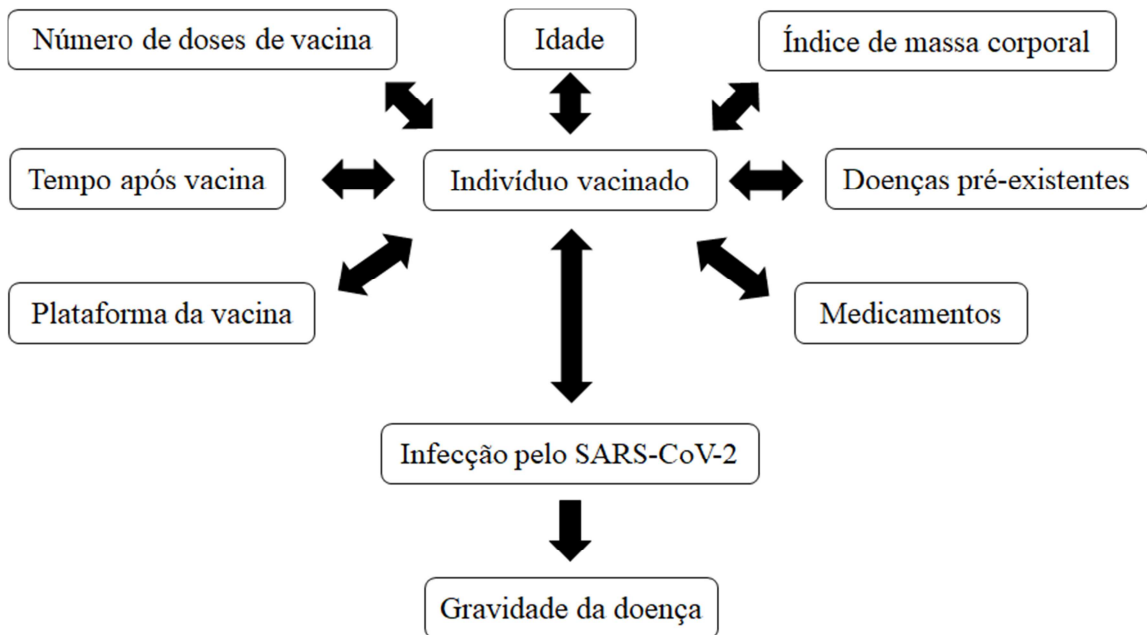 Número de doses de vacina
Idade
Índice de massa corporal
Tempo após vacina
Indivíduo vacinado
Doenças pré-existentes
Plataforma da vacina
Medicamentos
Infecção pelo SARS-CoV-2
Gravidade da doença